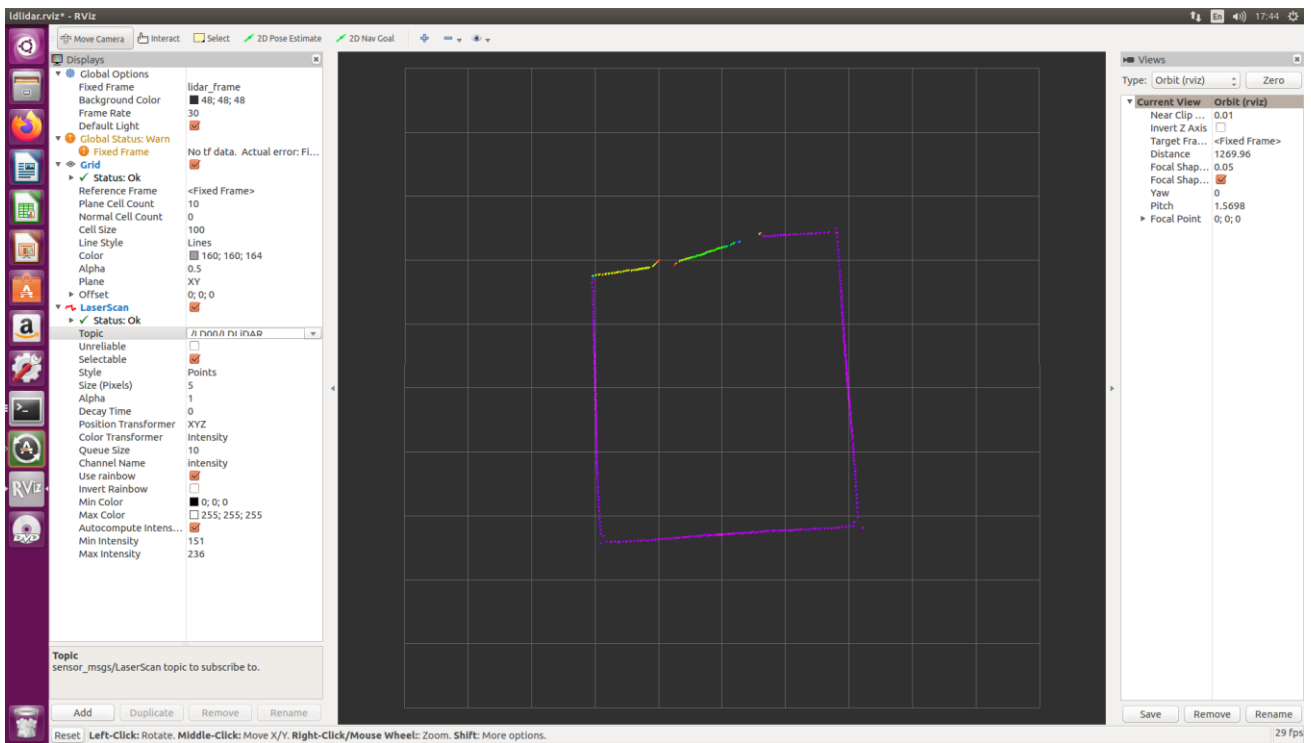 ldlidar.rviz* - RViz
En 17:44
Move Camera Interact Select 2D Pose Estimate 2D Nav Goal
Displays
Global Options
Fixed Frame lidar_frame
Background Color 48; 48; 48
Frame Rate 30
Default Light
Global Status: Warn
Fixed Frame No tf data. Actual error: Fi...
Grid
Status: Ok
Reference Frame <Fixed Frame>
Plane Cell Count 10
Normal Cell Count 0
Cell Size 100
Line Style Lines
Color 160; 160; 164
Alpha 0.5
Plane XY
Offset 0; 0; 0
LaserScan
Status: Ok
Topic /LD00/LDLiDAR
Unreliable
Selectable
Style Points
Size (Pixels) 5
Alpha 1
Decay Time 0
Position Transformer XYZ
Color Transformer Intensity
Queue Size 10
Channel Name intensity
Use rainbow
Invert Rainbow
Min Color 0; 0; 0
Max Color 255; 255; 255
Autocompute Intens...
Min Intensity 151
Max Intensity 236
Topic
sensor_msgs/LaserScan topic to subscribe to.
Add Duplicate Remove Rename
Reset Left-Click: Rotate. Middle-Click: Move X/Y. Right-Click/Mouse Wheel:: Zoom. Shift: More options.
29 fps
Views
Type: Orbit (rviz) Zero
Current View Orbit (rviz)
Near Clip ... 0.01
Invert Z Axis
Target Fra... <Fixed Frame>
Distance 1269.96
Focal Shap... 0.05
Focal Shap...
Yaw 0
Pitch 1.5698
Focal Point 0; 0; 0
Save Remove Rename
RViz
DVD